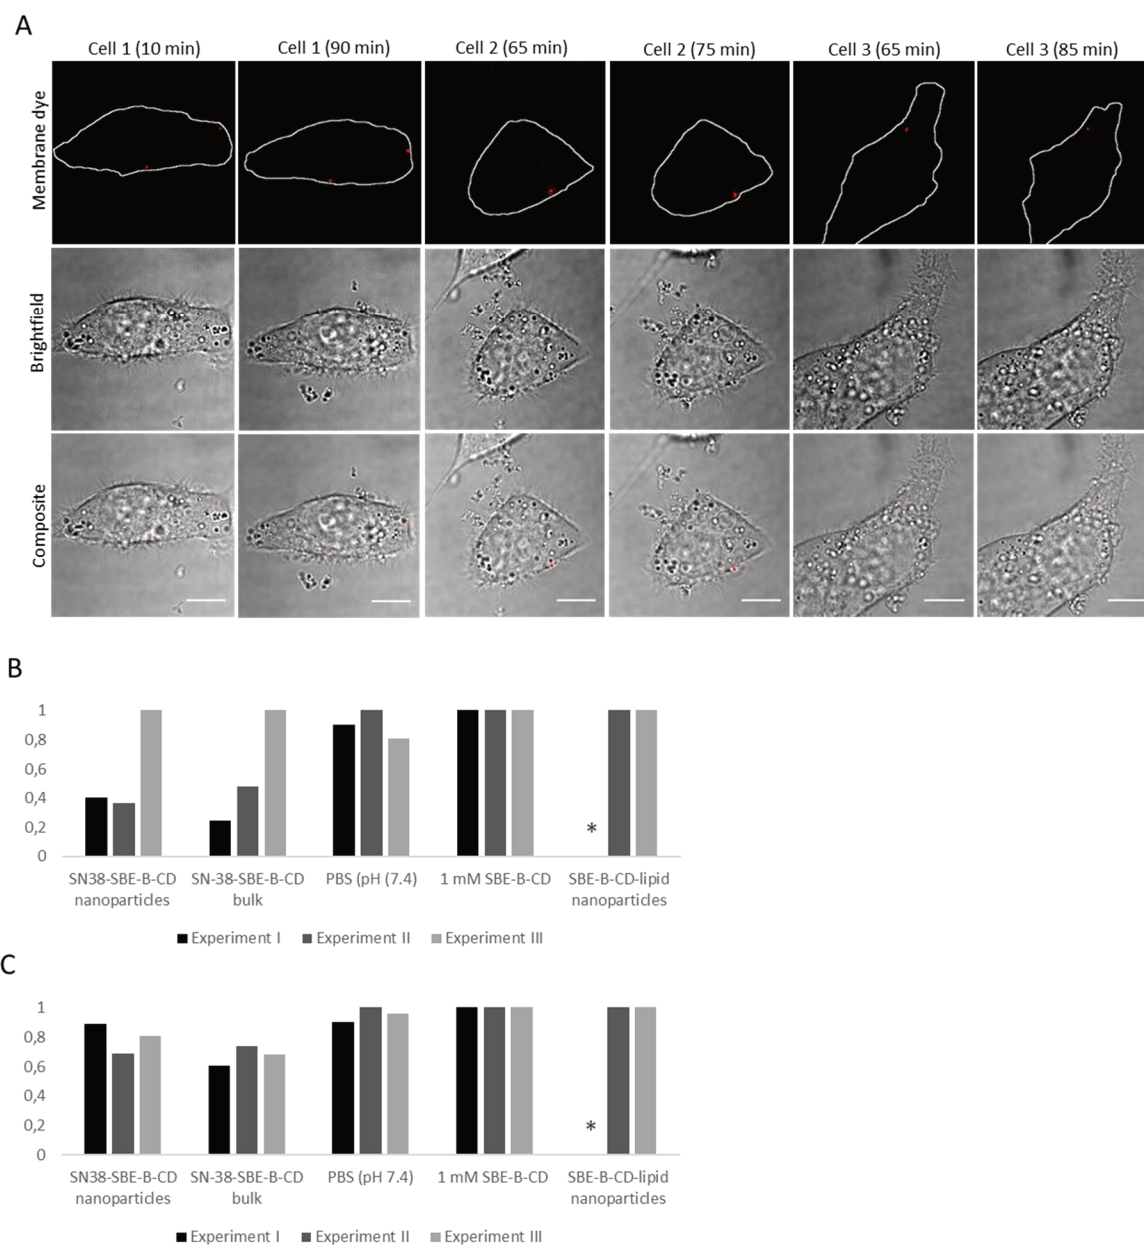 A
Cell 1 (10 min) Cell 1 (90 min) Cell 2 (65 min) Cell 2 (75 min) Cell 3 (65 min) Cell 3 (85 min)
Membrane dye
Brightfield
Composite
B
1
0,8
0,6
0,4
0,2
0
*
SN38-SBE-B-CD SN-38-SBE-B-CD PBS (pH (7.4) 1 mM SBE-B-CD SBE-B-CD-lipid
nanoparticles bulk nanoparticles
Experiment I Experiment II Experiment III
C
1
0,8
0,6
0,4
0,2
0
*
SN38-SBE-B-CD SN-38-SBE-B-CD PBS (pH 7.4) 1 mM SBE-B-CD SBE-B-CD-lipid
nanoparticles bulk nanoparticles
Experiment I Experiment II Experiment III